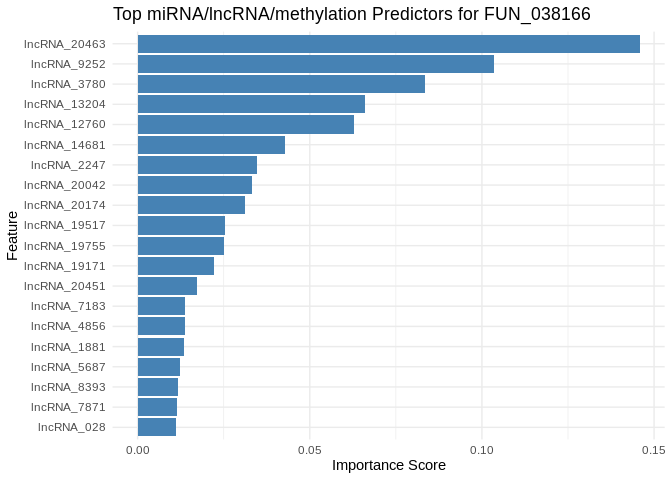 Top miRNA/lncRNA/methylation Predictors for FUN_038166
Feature
lncRNA_20463
lncRNA_9252
lncRNA_3780
lncRNA_13204
lncRNA_12760
lncRNA_14681
lncRNA_2247
lncRNA_20042
lncRNA_20174
lncRNA_19517
lncRNA_19755
lncRNA_19171
lncRNA_20451
lncRNA_7183
lncRNA_4856
lncRNA_1881
lncRNA_5687
lncRNA_8393
lncRNA_7871
lncRNA_028
0.00 0.05 0.10 0.15
Importance Score